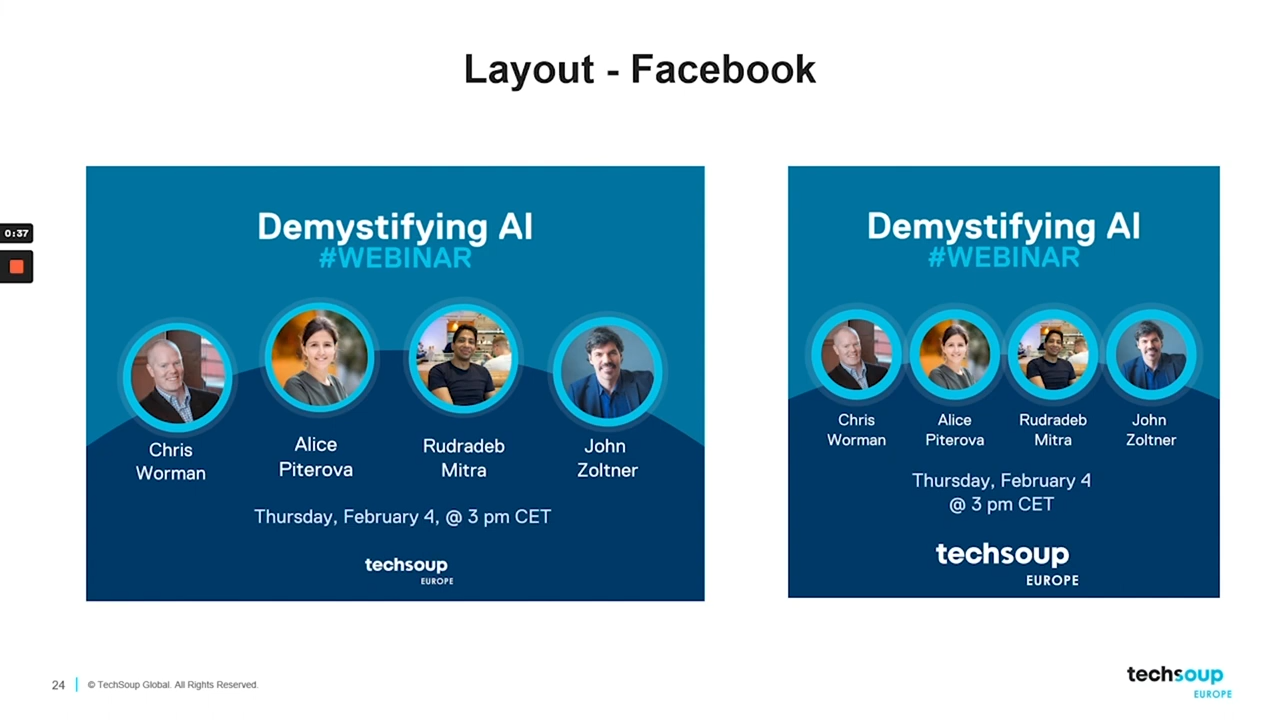 Layout - Facebook
0:37
Demystifying AI
#WEBINAR
Chris
Worman
Alice
Piterova
Rudradeb
Mitra
John
Zoltner
Thursday, February 4, @ 3 pm CET
techsoup
EUROPE
Demystifying AI
#WEBINAR
Chris
Worman
Alice
Piterova
Rudradeb
Mitra
John
Zoltner
Thursday, February 4
@ 3 pm CET
techsoup
EUROPE
24
© TechSoup Global. All Rights Reserved.
techsoup
EUROPE